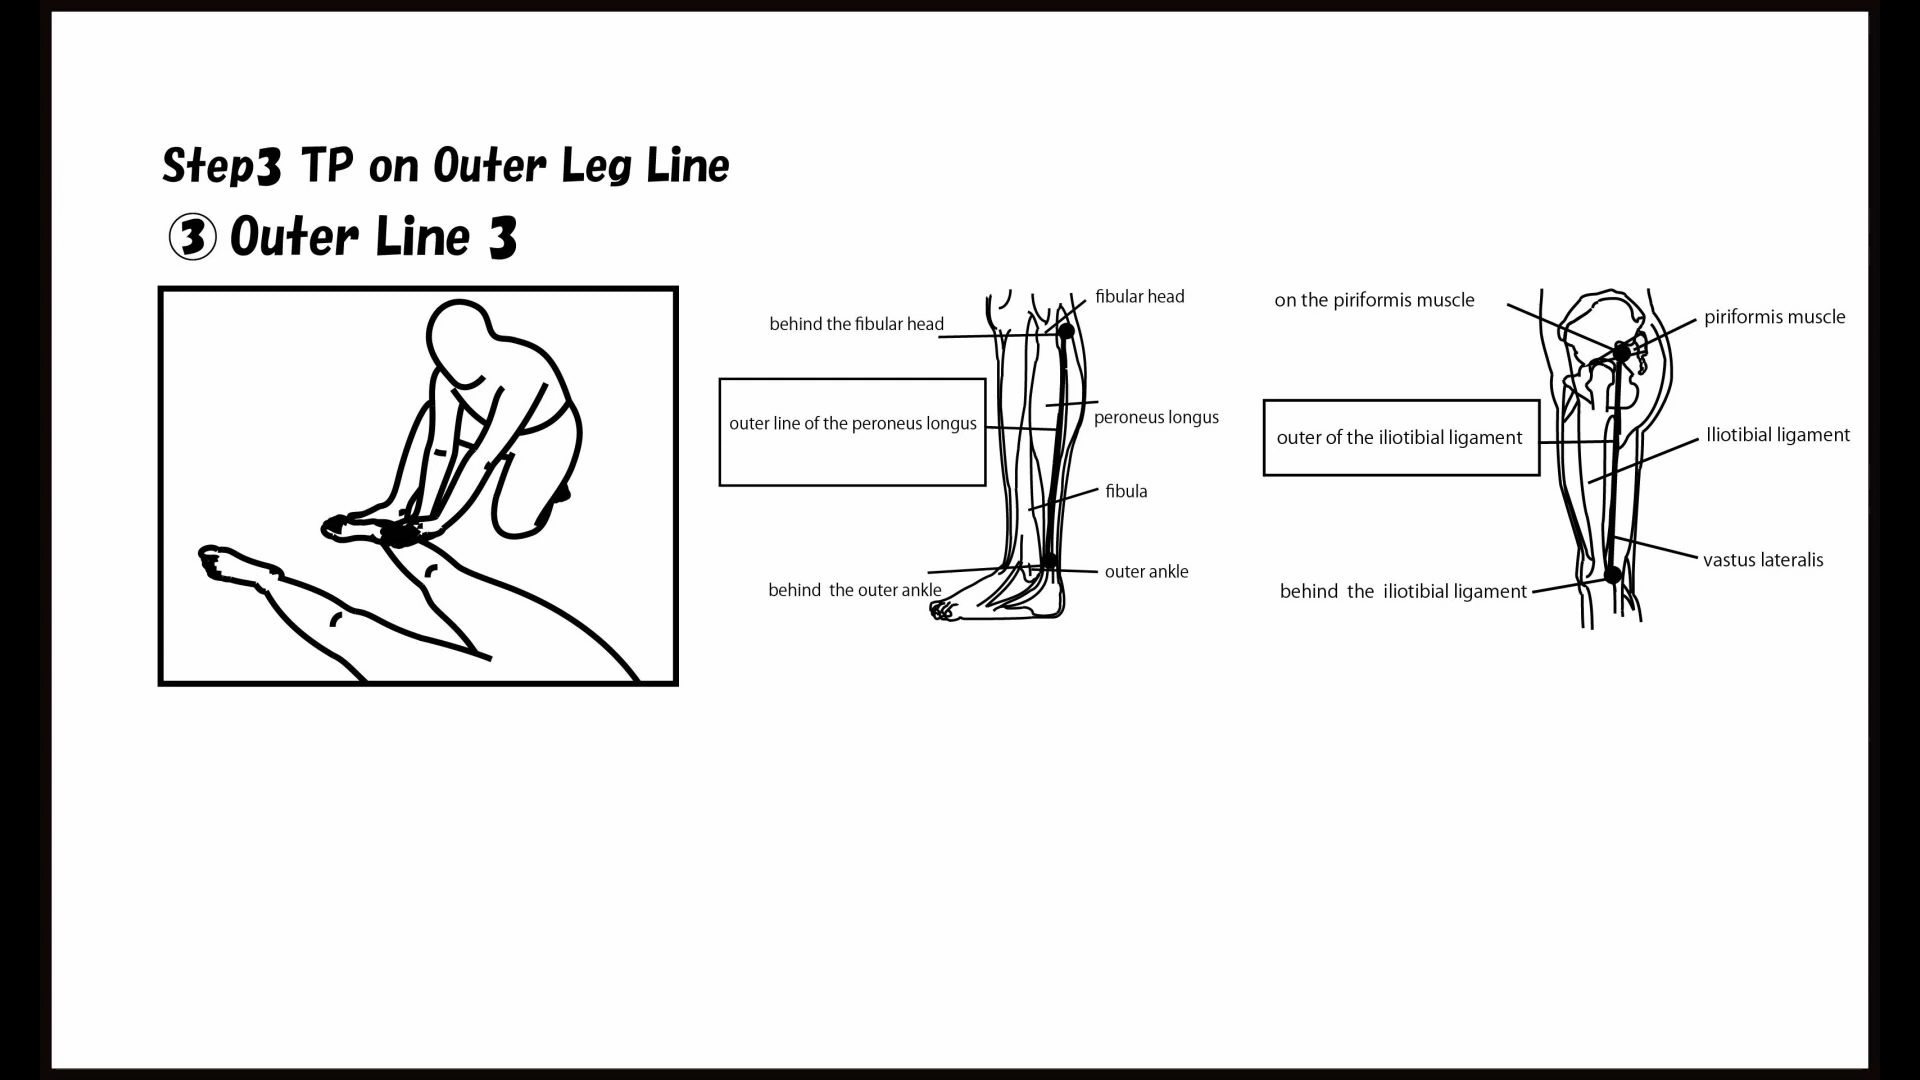 Step3 TP on Outer Leg Line
③ Outer Line 3
fibular head
behind the fibular head
outer line of the peroneus longus
peroneus longus
fibula
outer ankle
behind the outer ankle
on the piriformis muscle
piriformis muscle
outer of the iliotibial ligament
Iliotibial ligament
vastus lateralis
behind the iliotibial ligament